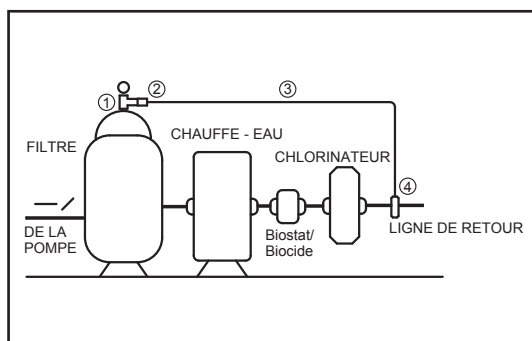 ① ② ③
CHAUFFE - EAU
FILTRE
CHLORINATEUR
④
DE LA
POMPE
Biostat/
Biocide
LIGNE DE RETOUR